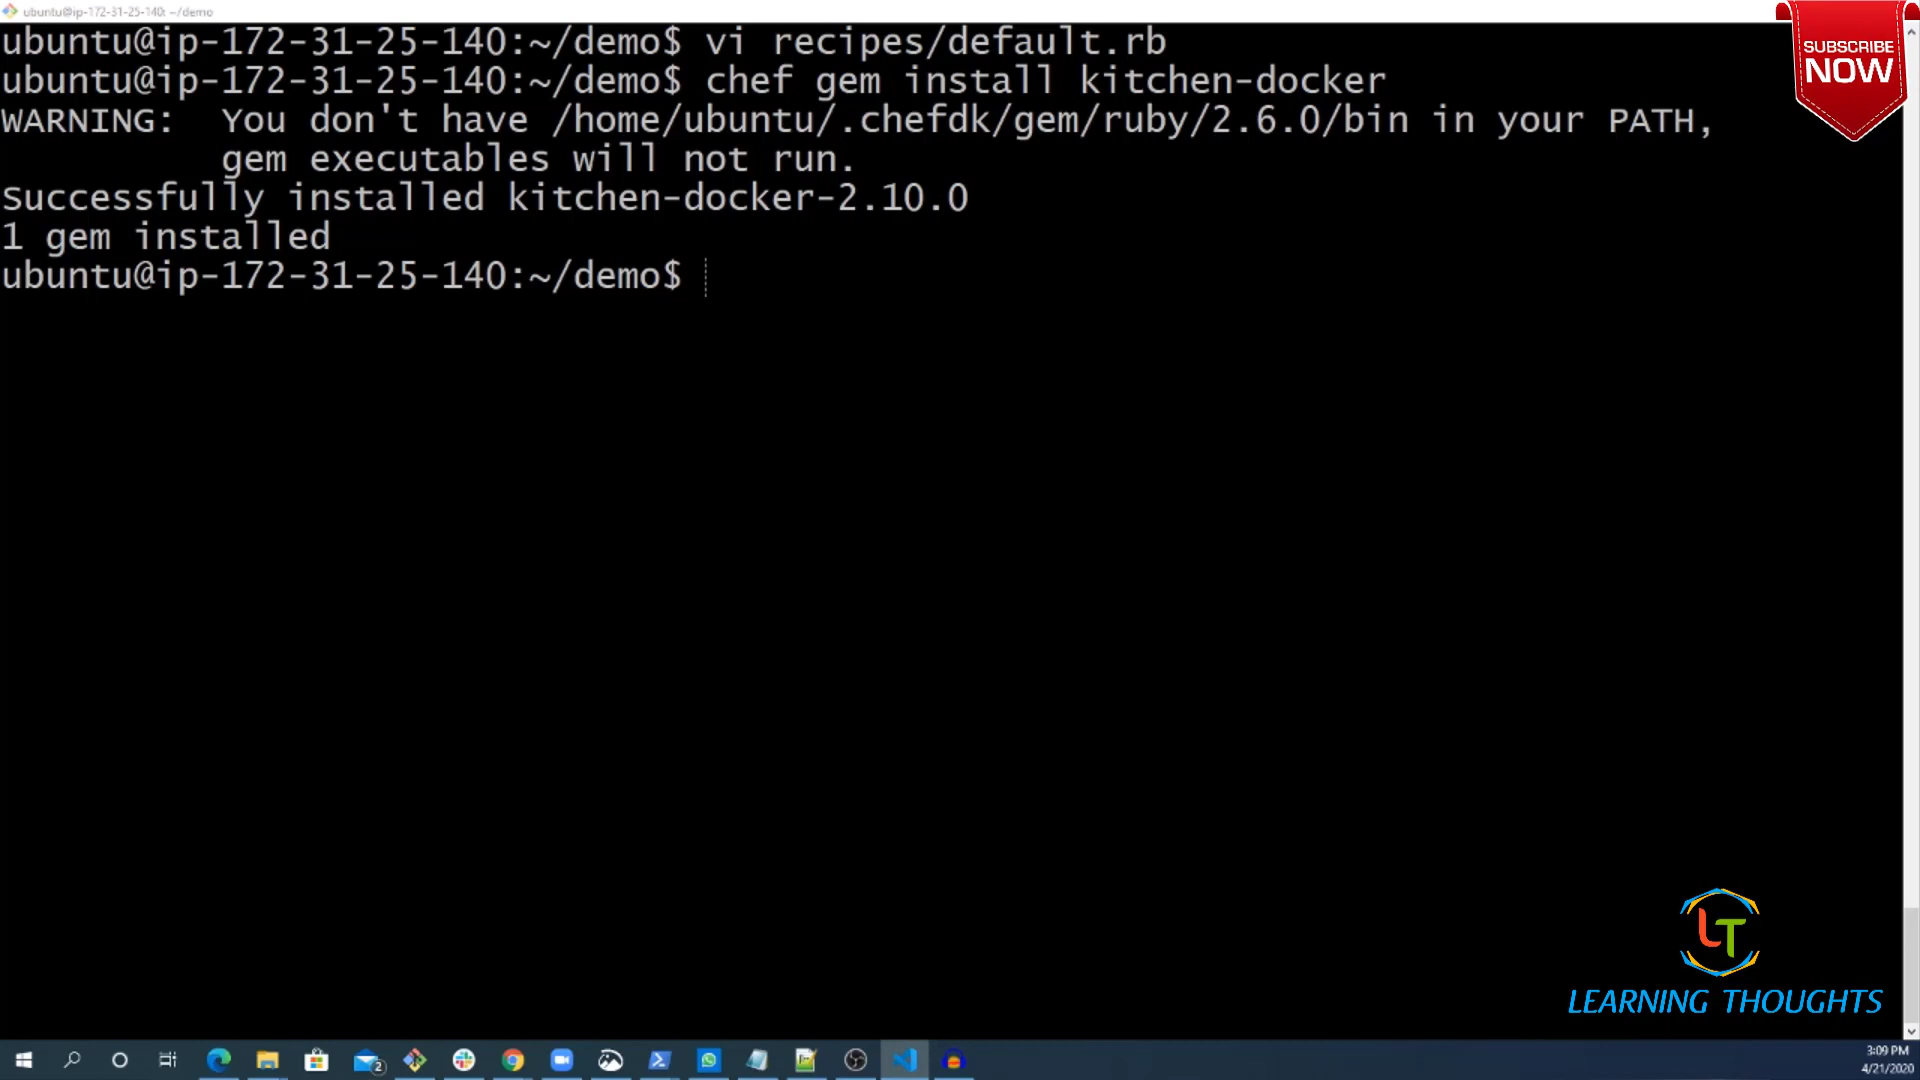 ubuntu@ip-172-31-25-140: ~/demo
ubuntu@ip-172-31-25-140:~/demo$ vi recipes/default.rb
ubuntu@ip-172-31-25-140:~/demo$ chef gem install kitchen-docker
WARNING:  You don't have /home/ubuntu/.chefdk/gem/ruby/2.6.0/bin in your PATH,
          gem executables will not run.
Successfully installed kitchen-docker-2.10.0
1 gem installed
ubuntu@ip-172-31-25-140:~/demo$
SUBSCRIBE
NOW
LT
LEARNING THOUGHTS
2
3:09 PM
4/21/2020